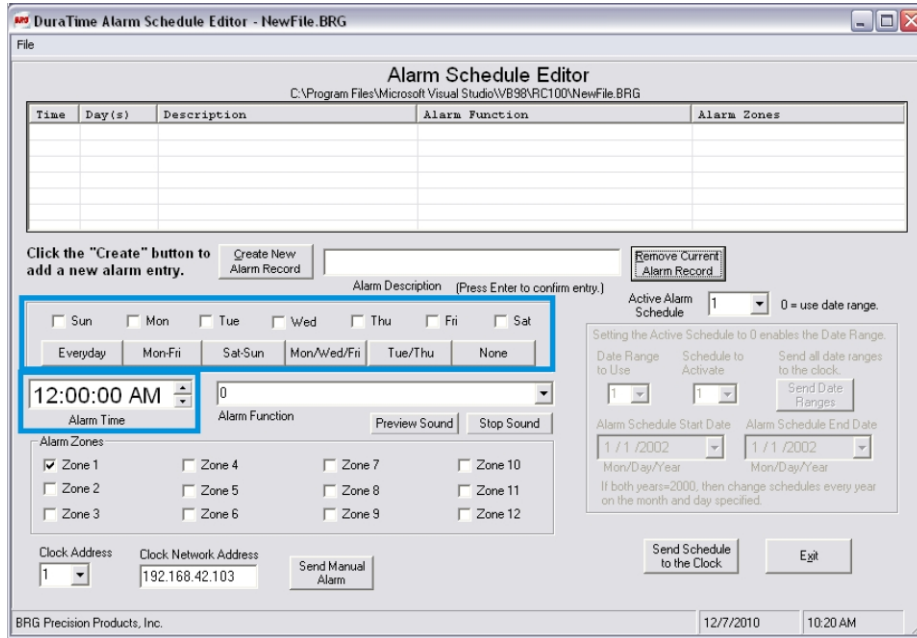 DuraTime Alarm Schedule Editor - NewFile.BRG
File
Alarm Schedule Editor
C:\Program Files\Microsoft Visual Studio\VB98\RC100\NewFile.BRG
Time Day(s) Description Alarm Function Alarm Zones
Click the "Create" button to
add a new alarm entry.
Create New
Alarm Record
Alarm Description (Press Enter to confirm entry.)
Remove Current
Alarm Record
Active Alarm
Schedule
1
0 = use date range.
Sun Mon Tue Wed Thu Fri Sat
Everyday Mon-Fri Sat-Sun Mon/Wed/Fri Tue/Thu None
12:00:00 AM
Alarm Time
0
Alarm Function
Preview Sound Stop Sound
Setting the Active Schedule to 0 enables the Date Range.
Date Range
to Use
1
Schedule to
Activate
1
Send all date ranges
to the clock.
Send Date
Ranges
Alarm Schedule Start Date Alarm Schedule End Date
1 /1 /2002 1 /1 /2002
Mon/Day/Year Mon/Day/Year
If both years=2000, then change schedules every year
on the month and day specified.
Alarm Zones
Zone 1 Zone 4 Zone 7 Zone 10
Zone 2 Zone 5 Zone 8 Zone 11
Zone 3 Zone 6 Zone 9 Zone 12
Clock Address
1
Clock Network Address
192.168.42.103
Send Manual
Alarm
Send Schedule
to the Clock
Exit
BRG Precision Products, Inc. 12/7/2010 10:20 AM